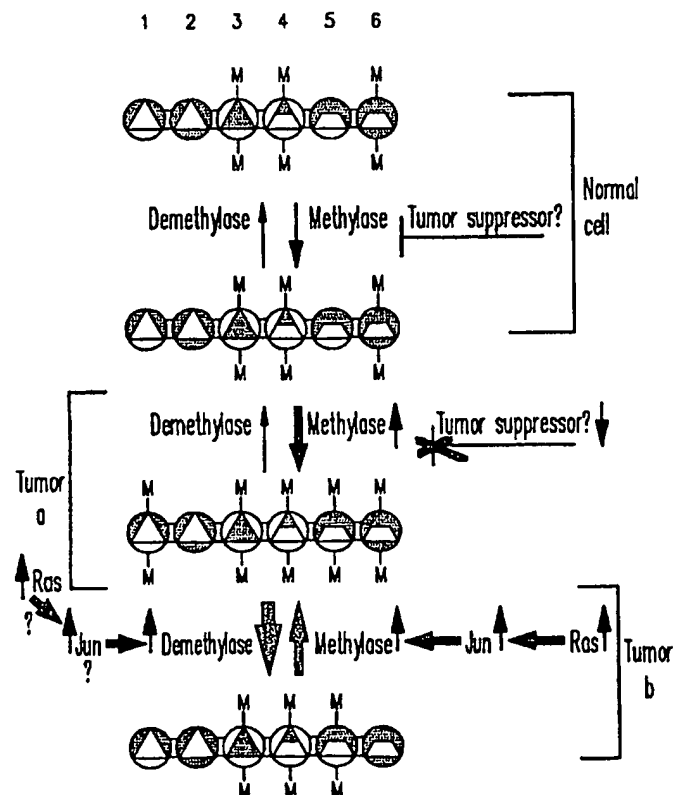 1 2 3 4 5 6
M M M
M M M
Demethylase Methylase Tumor suppressor?
Normal
cell
M M M
M M M
Demethylase Methylase Tumor suppressor?
Tumor
a
M M M M M
M M M M M
Ras
?
Jun
?
Demethylase Methylase Jun Ras
Tumor
b
M M M
M M M